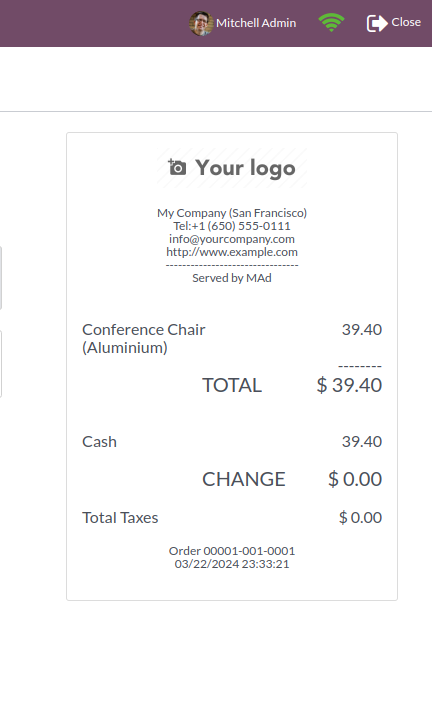 Mitchell Admin
Close
Your logo
My Company (San Francisco)
Tel:+1 (650) 555-0111
info@yourcompany.com
http://www.example.com
--------------------------------
Served by MAd
Conference Chair 39.40
(Aluminium)
--------
TOTAL $ 39.40
Cash 39.40
CHANGE $ 0.00
Total Taxes $ 0.00
Order 00001-001-0001
03/22/2024 23:33:21